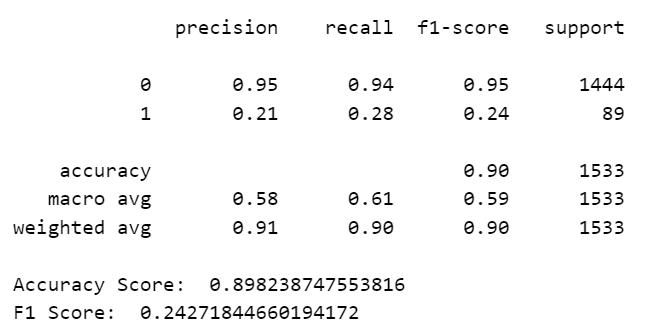 precision recall f1-score support
0 0.95 0.94 0.95 1444
1 0.21 0.28 0.24 89
accuracy 0.90 1533
macro avg 0.58 0.61 0.59 1533
weighted avg 0.91 0.90 0.90 1533
Accuracy Score: 0.898238747553816
F1 Score: 0.24271844660194172